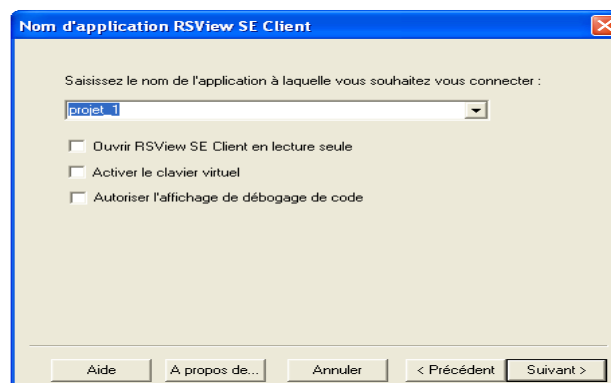 Nom d'application RSView SE Client
Saisissez le nom de l'application à laquelle vous souhaitez vous connecter :
projet_1
Ouvrir RSView SE Client en lecture seule
Activer le clavier virtuel
Autoriser l'affichage de débogage de code
Aide A propos de... Annuler < Précédent Suivant >